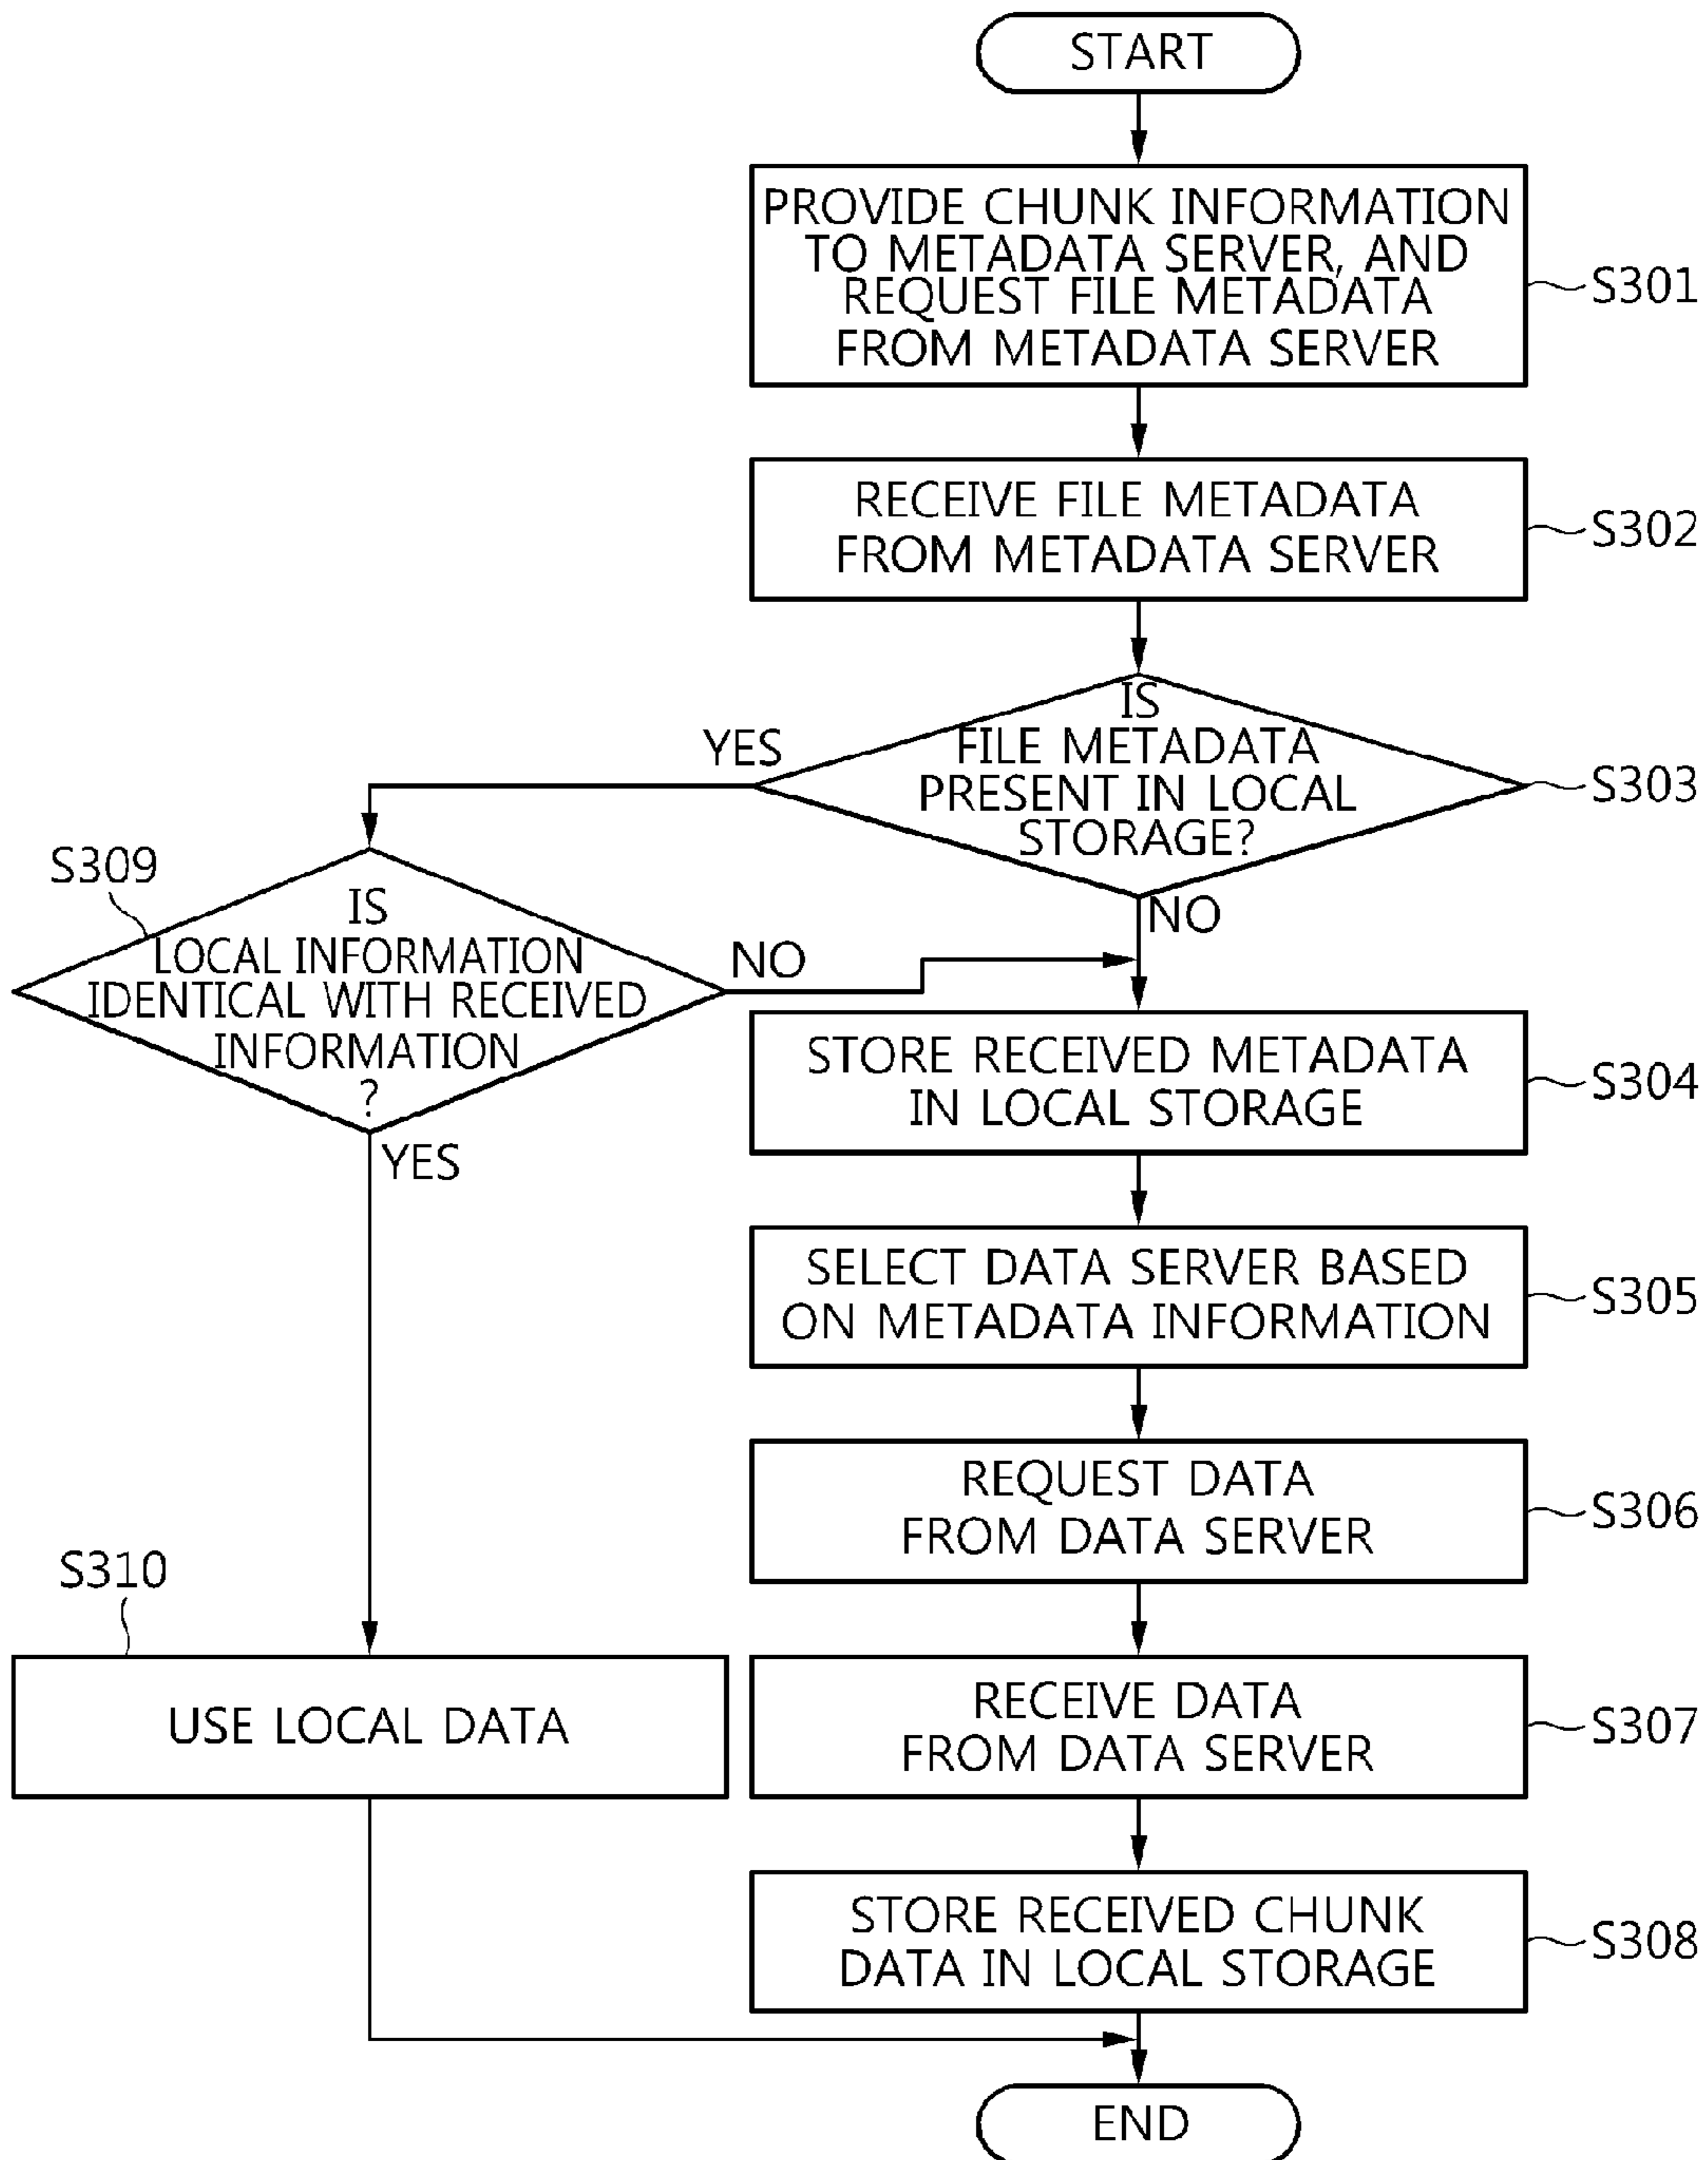 START
PROVIDE CHUNK INFORMATION
TO METADATA SERVER, AND
REQUEST FILE METADATA
FROM METADATA SERVER
S301
RECEIVE FILE METADATA
FROM METADATA SERVER
S302
IS
FILE METADATA
PRESENT IN LOCAL
STORAGE?
S303
YES
NO
S309
IS
LOCAL INFORMATION
IDENTICAL WITH RECEIVED
INFORMATION
?
NO
YES
STORE RECEIVED METADATA
IN LOCAL STORAGE
S304
SELECT DATA SERVER BASED
ON METADATA INFORMATION
S305
REQUEST DATA
FROM DATA SERVER
S306
S310
USE LOCAL DATA
RECEIVE DATA
FROM DATA SERVER
S307
STORE RECEIVED CHUNK
DATA IN LOCAL STORAGE
S308
END